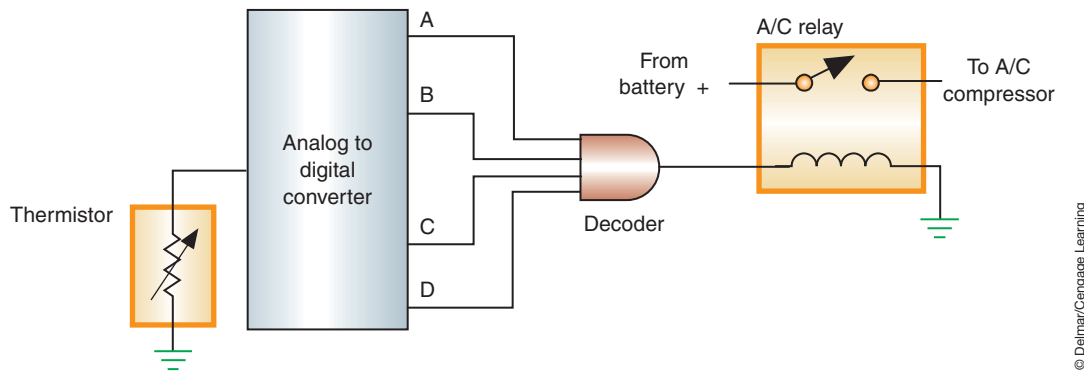 A
A/C relay
From
battery +
To A/C
compressor
B
Analog to
digital
converter
Thermistor
Decoder
C
D
© Delmar/Cengage Learning